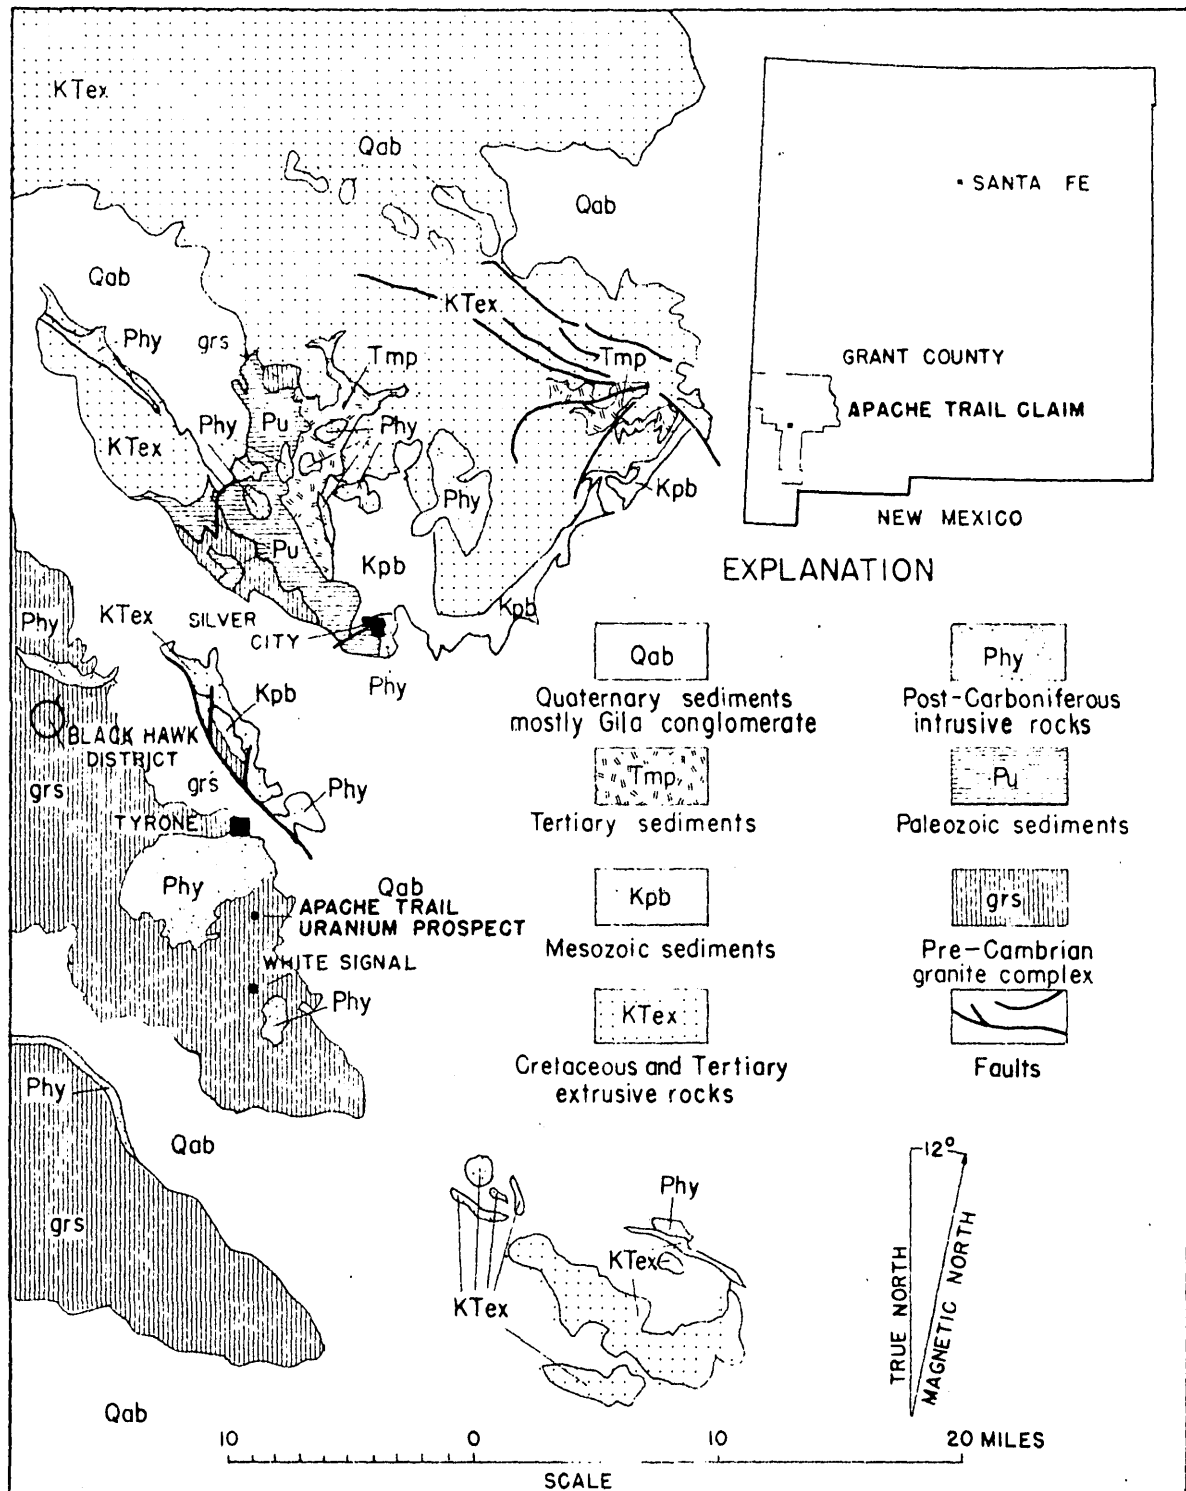 KTex
Qab
Qab
SANTA FE
Qab
KTex
Phy
grs
Tmp
Tmp
GRANT COUNTY
APACHE TRAIL CLAIM
Phy
Pu
Phy
KTex
Phy
Kpb
NEW MEXICO
Pu
Kpb
EXPLANATION
Kpb
Phy
KTex
SILVER
CITY
Phy
Kpb
BLACK HAWK
DISTRICT
grs
grs
Phy
TYRONE
Phy
Qab
APACHE TRAIL
URANIUM PROSPECT
WHITE SIGNAL
Phy
Phy
Qab
grs
Qab
Qab
Quaternary sediments
mostly Gila conglomerate
Phy
Post-Carboniferous
intrusive rocks
Tmp
Tertiary sediments
Pu
Paleozoic sediments
Kpb
Mesozoic sediments
grs
Pre-Cambrian
granite complex
KTex
Cretaceous and Tertiary
extrusive rocks
Faults
Phy
KTex
KTex
12°
TRUE NORTH
MAGNETIC NORTH
10 0 10 20 MILES
SCALE